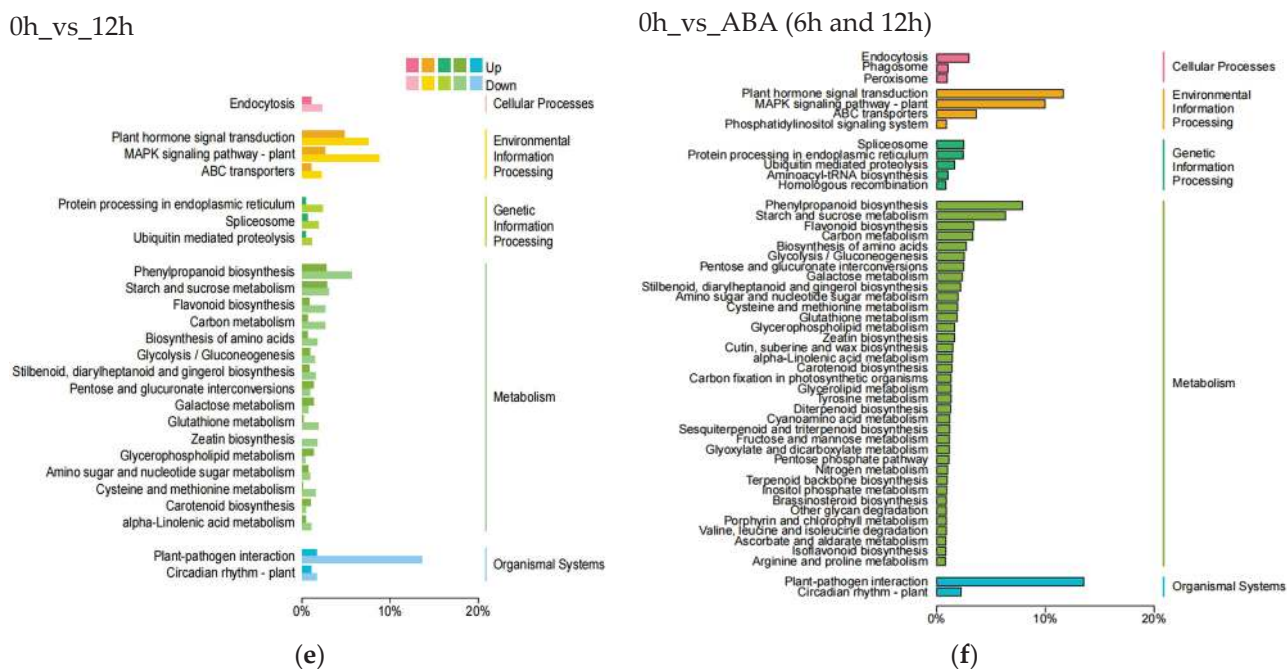 0h_vs_12h
Up
Down
Endocytosis
Cellular Processes
Plant hormone signal transduction
MAPK signaling pathway - plant
ABC transporters
Environmental
Information
Processing
Protein processing in endoplasmic reticulum
Spliceosome
Ubiquitin mediated proteolysis
Genetic
Information
Processing
Phenylpropanoid biosynthesis
Starch and sucrose metabolism
Flavonoid biosynthesis
Carbon metabolism
Biosynthesis of amino acids
Glycolysis / Gluconeogenesis
Stilbenoid, diarylheptanoid and gingerol biosynthesis
Pentose and glucuronate interconversions
Galactose metabolism
Glutathione metabolism
Zeatin biosynthesis
Glycerophospholipid metabolism
Amino sugar and nucleotide sugar metabolism
Cysteine and methionine metabolism
Carotenoid biosynthesis
alpha-Linolenic acid metabolism
Metabolism
Plant-pathogen interaction
Circadian rhythm - plant
Organismal Systems
0% 10% 20%
(e)
0h_vs_ABA (6h and 12h)
Endocytosis
Phagosome
Peroxisome
Cellular Processes
Plant hormone signal transduction
MAPK signaling pathway - plant
ABC transporters
Phosphatidylinositol signaling system
Environmental
Information
Processing
Spliceosome
Protein processing in endoplasmic reticulum
Ubiquitin mediated proteolysis
Aminoacyl-tRNA biosynthesis
Homologous recombination
Genetic
Information
Processing
Phenylpropanoid biosynthesis
Starch and sucrose metabolism
Flavonoid biosynthesis
Carbon metabolism
Biosynthesis of amino acids
Glycolysis / Gluconeogenesis
Pentose and glucuronate interconversions
Galactose metabolism
Stilbenoid, diarylheptanoid and gingerol biosynthesis
Amino sugar and nucleotide sugar metabolism
Cysteine and methionine metabolism
Glutathione metabolism
Glycerophospholipid metabolism
Zeatin biosynthesis
Cutin, suberine and wax biosynthesis
alpha-Linolenic acid metabolism
Carotenoid biosynthesis
Carbon fixation in photosynthetic organisms
Glycerolipid metabolism
Tyrosine metabolism
Diterpenoid biosynthesis
Cyanoamino acid metabolism
Sesquiterpenoid and triterpenoid biosynthesis
Fructose and mannose metabolism
Glyoxylate and dicarboxylate metabolism
Pentose phosphate pathway
Nitrogen metabolism
Terpenoid backbone biosynthesis
Inositol phosphate metabolism
Brassinosteroid biosynthesis
Other glycan degradation
Porphyrin and chlorophyll metabolism
Valine, leucine and isoleucine degradation
Ascorbate and aldarate metabolism
Isoflavonoid biosynthesis
Arginine and proline metabolism
Metabolism
Plant-pathogen interaction
Circadian rhythm - plant
Organismal Systems
0% 10% 20%
(f)